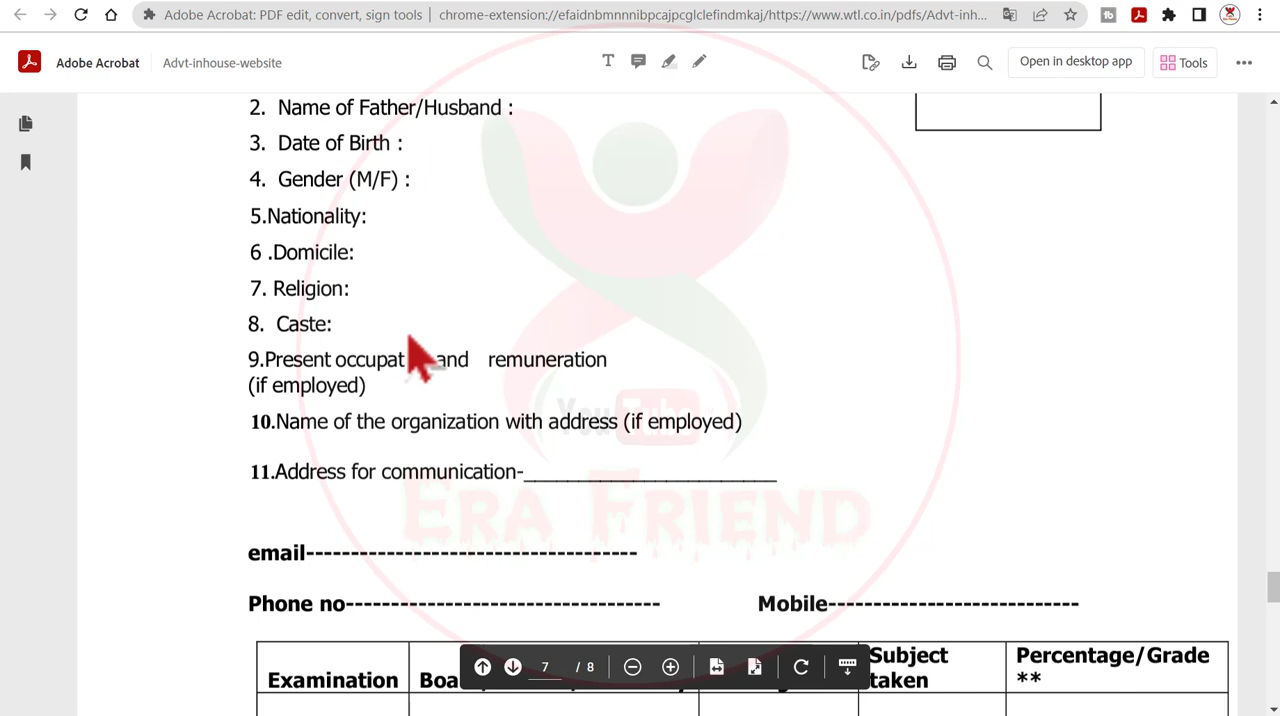 Adobe Acrobat: PDF edit, convert, sign tools | chrome-extension://efaidnbmnnnibpcajpcglclefindmkaj/https://www.wtl.co.in/pdfs/Advt-inh...
Adobe Acrobat Advt-inhouse-website Open in desktop app Tools
2. Name of Father/Husband :
3. Date of Birth :
4. Gender (M/F) :
5.Nationality:
6 .Domicile:
7. Religion:
8. Caste:
9.Present occupat and remuneration
(if employed)
10.Name of the organization with address (if employed)
11.Address for communication-______________________
YouTube
ERA FRIEND
email-------------------------------------
Phone no----------------------------------- Mobile----------------------------
Subject Percentage/Grade
Examination taken **
7 / 8